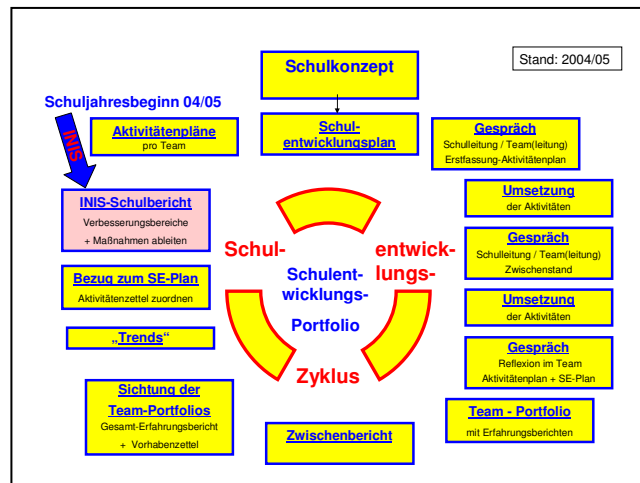 Schulkonzept
Stand: 2004/05
Schuljahresbeginn 04/05
INIS
Aktivitätenpläne
pro Team
Schul-
entwicklungsplan
Gespräch
Schulleitung / Team(leitung)
Erstfassung-Aktivitätenplan
INIS-Schulbericht
Verbesserungsbereiche
+ Maßnahmen ableiten
Umsetzung
der Aktivitäten
Schul-
entwick-
lungs-
Zyklus
Schulent-
wicklungs-
Portfolio
Gespräch
Schulleitung / Team(leitung)
Zwischenstand
Bezug zum SE-Plan
Aktivitätenzettel zuordnen
Umsetzung
der Aktivitäten
„Trends“
Gespräch
Reflexion im Team
Aktivitätenplan + SE-Plan
Sichtung der
Team-Portfolios
Gesamt-Erfahrungsbericht
+ Vorhabenzettel
Zwischenbericht
Team - Portfolio
mit Erfahrungsberichten